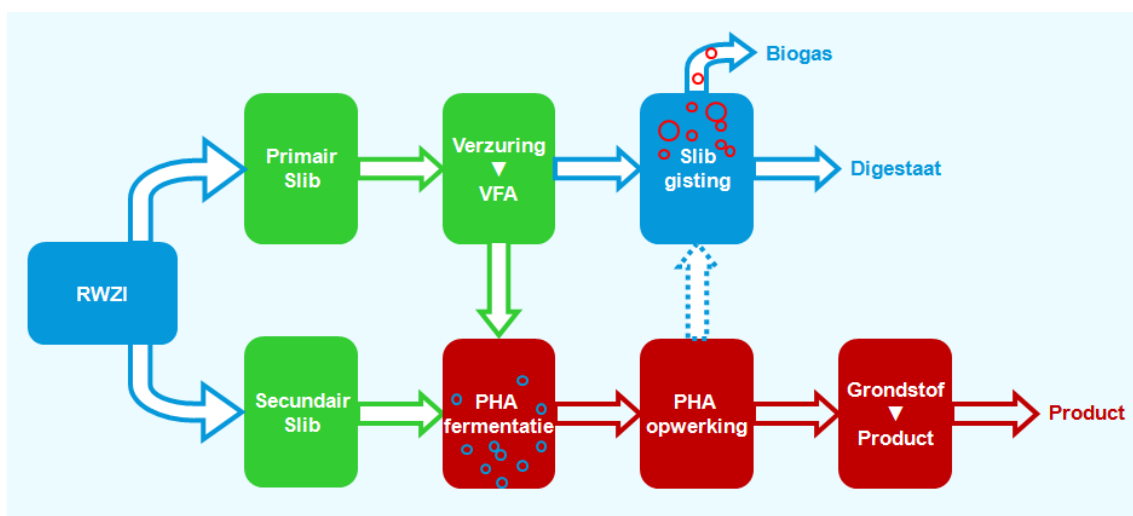 Biogas
Primair
Slib
Verzuring
▼
VFA
Slib
gisting
Digestaat
RWZI
Secundair
Slib
PHA
fermentatie
PHA
opwerking
Grondstof
▼
Product
Product